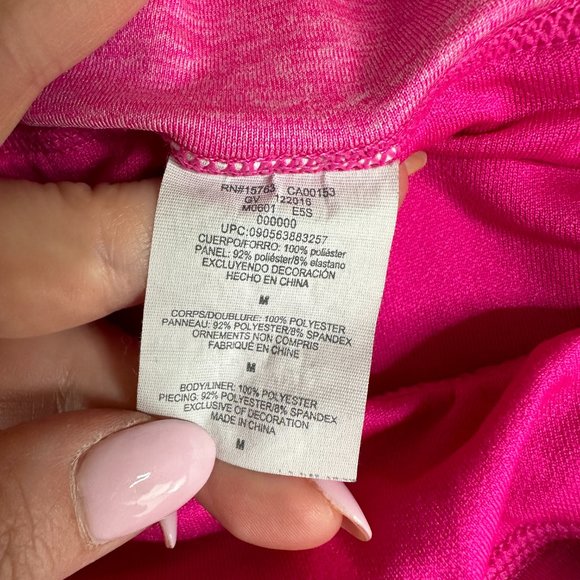 RN#15763 CA00153
GV 122016
M0601 E5S
000000
UPC:090563883257
CUERPO/FORRO: 100% poliéster
PANEL: 92% poliéster/8% elastano
EXCLUYENDO DECORACIÓN
HECHO EN CHINA
M
CORPS/DOUBLURE: 100% POLYESTER
PANNEAU: 92% POLYESTER/8% SPANDEX
ORNEMENTS NON COMPRIS
FABRIQUÉ EN CHINE
M
BODY/LINER: 100% POLYESTER
PIECING: 92% POLYESTER/8% SPANDEX
EXCLUSIVE OF DECORATION
MADE IN CHINA
M